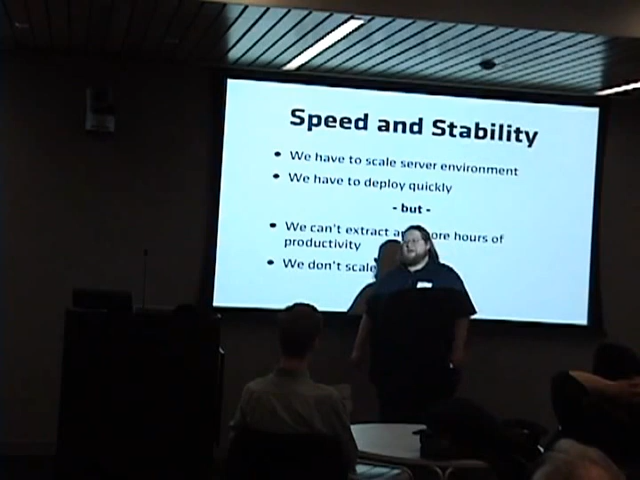 Speed and Stability
• We have to scale server environment
• We have to deploy quickly
- but -
• We can't extract ore hours of
productivity
• We don't scale